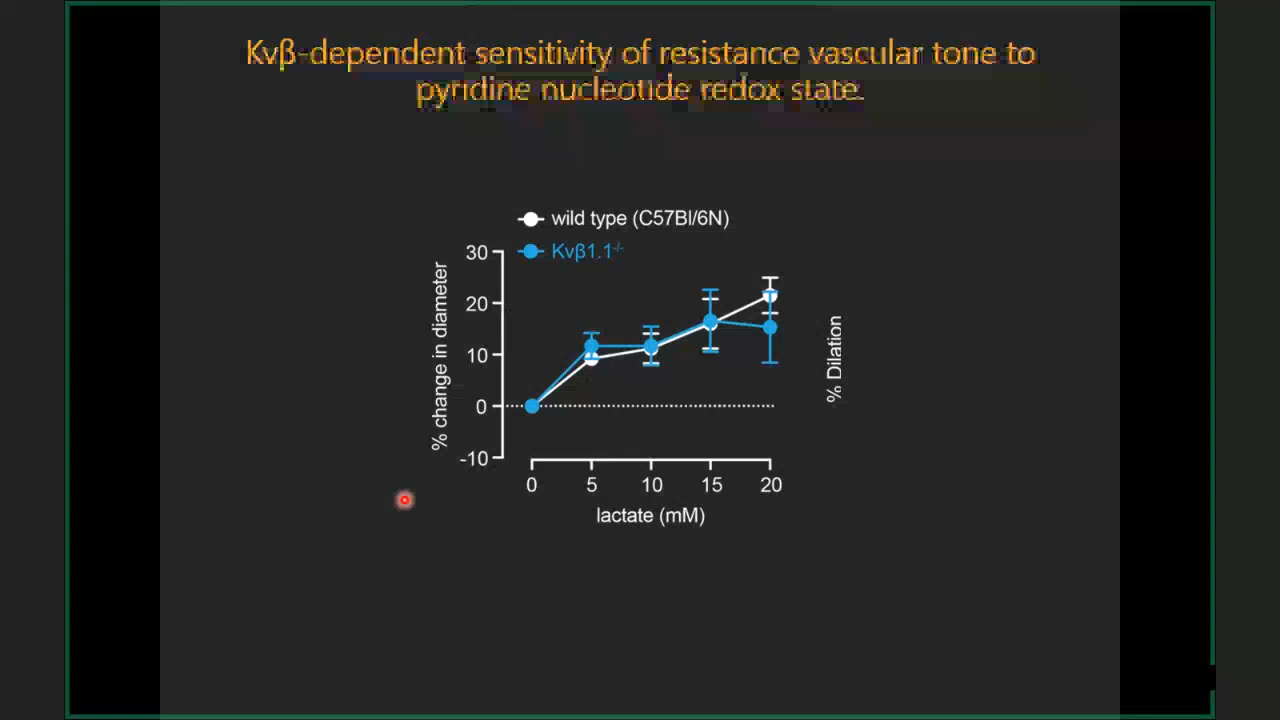 Kvβ-dependent sensitivity of resistance vascular tone to
pyridine nucleotide redox state.
wild type (C57Bl/6N)
Kvβ1.1-/-
% change in diameter
30
20
10
0
-10
0 5 10 15 20
lactate (mM)
% Dilation